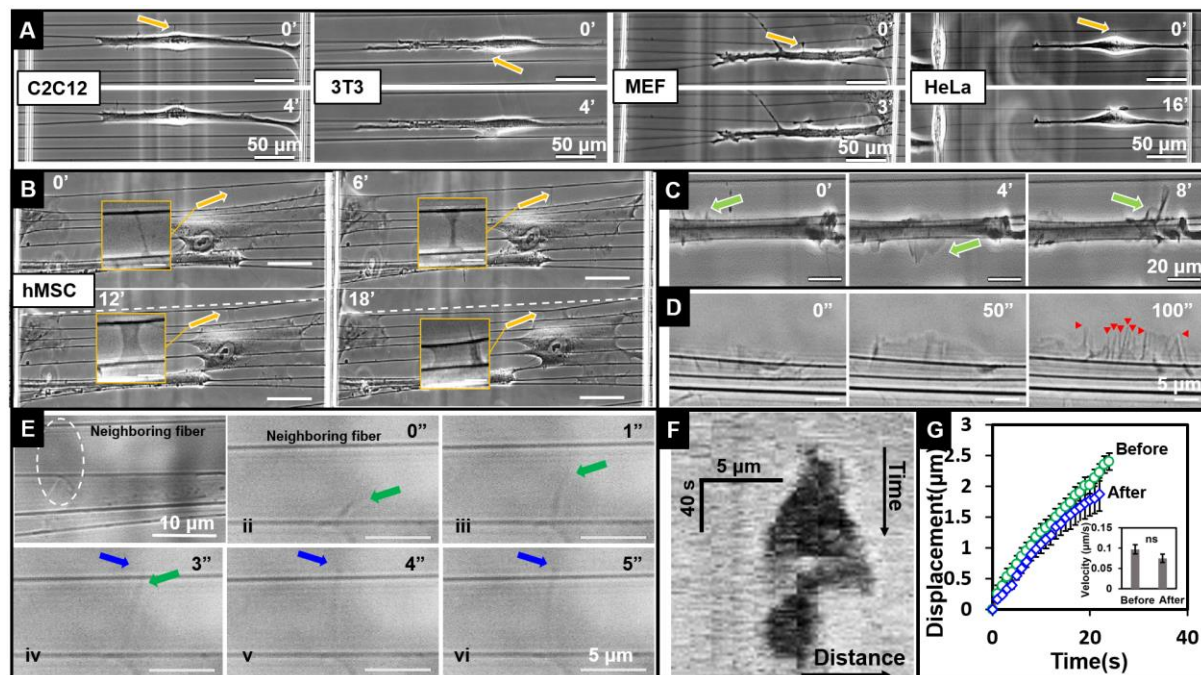 A
C2C12
0’
4’
50 µm
3T3
0’
4’
50 µm
MEF
0’
3’
50 µm
HeLa
0’
16’
50 µm
B
0’
6’
hMSC
12’
18’
C
0’
4’
8’
20 µm
D
0”
50”
100”
5 µm
E
Neighboring fiber
10 µm
Neighboring fiber
0”
ii
1”
iii
3”
iv
4”
v
5”
vi
5 µm
F
5 µm
40 s
Time
Distance
G
Displacement(µm)
3
2.5
2
1.5
1
0.5
0
Before
After
Velocity (µm/s)
0.15
0.1
0.05
0
ns
Before After
0 20 40
Time(s)